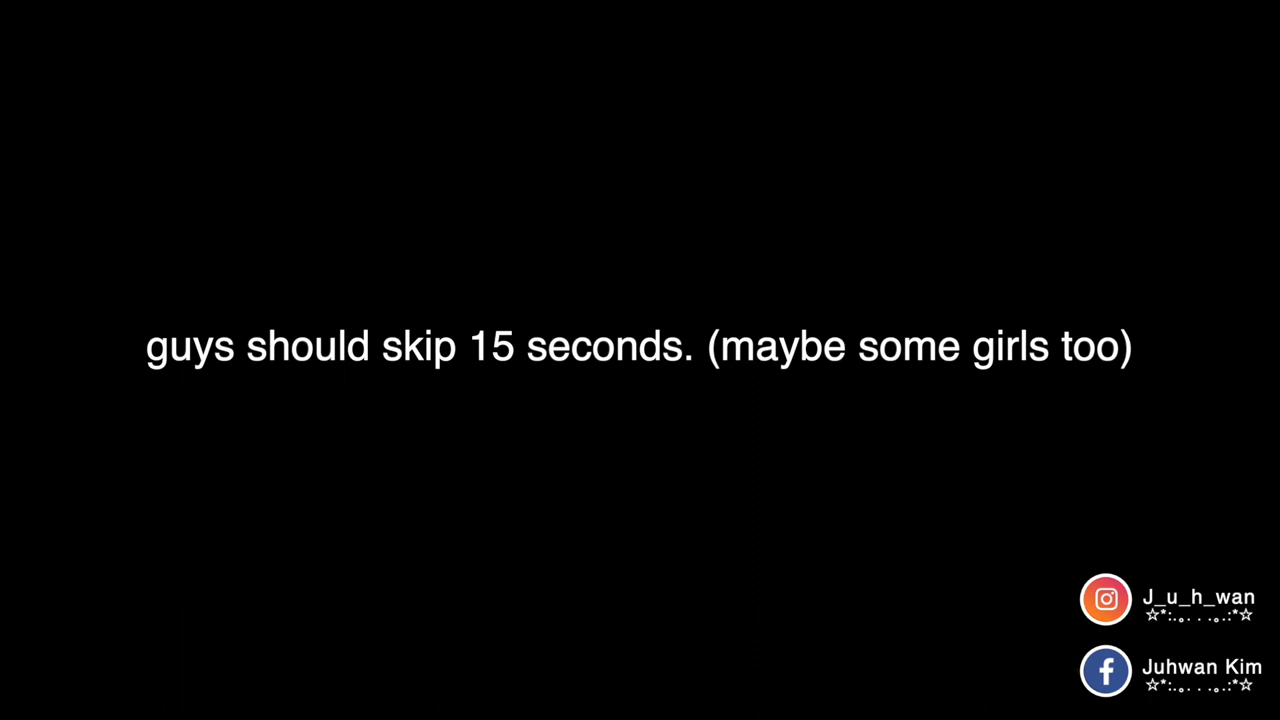 guys should skip 15 seconds. (maybe some girls too)
J_u_h_wan
☆*:.｡. . .｡.:*☆
Juhwan Kim
☆*:.｡. . .｡.:*☆